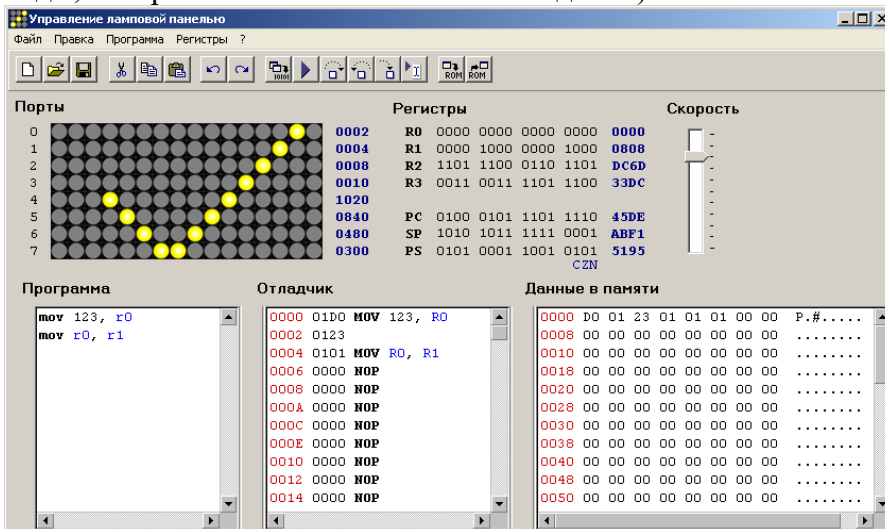 Управление ламповой панелью
Файл Правка Программа Регистры ?
Порты Регистры Скорость
0 0002 R0 0000 0000 0000 0000 0000
1 0004 R1 0000 1000 0000 1000 0808
2 0008 R2 1101 1100 0110 1101 DC6D
3 0010 R3 0011 0011 1101 1100 33DC
4 1020
5 0840 PC 0100 0101 1101 1110 45DE
6 0480 SP 1010 1011 1111 0001 ABF1
7 0300 PS 0101 0001 1001 0101 5195
CZN
Программа Отладчик Данные в памяти
mov 123, r0 0000 01D0 MOV 123, R0 0000 D0 01 23 01 01 01 00 00 P.#.....
mov r0, r1 0002 0123 0008 00 00 00 00 00 00 00 00 ........
0004 0101 MOV R0, R1 0010 00 00 00 00 00 00 00 00 ........
0006 0000 NOP 0018 00 00 00 00 00 00 00 00 ........
0008 0000 NOP 0020 00 00 00 00 00 00 00 00 ........
000A 0000 NOP 0028 00 00 00 00 00 00 00 00 ........
000C 0000 NOP 0030 00 00 00 00 00 00 00 00 ........
000E 0000 NOP 0038 00 00 00 00 00 00 00 00 ........
0010 0000 NOP 0040 00 00 00 00 00 00 00 00 ........
0012 0000 NOP 0048 00 00 00 00 00 00 00 00 ........
0014 0000 NOP 0050 00 00 00 00 00 00 00 00 ........